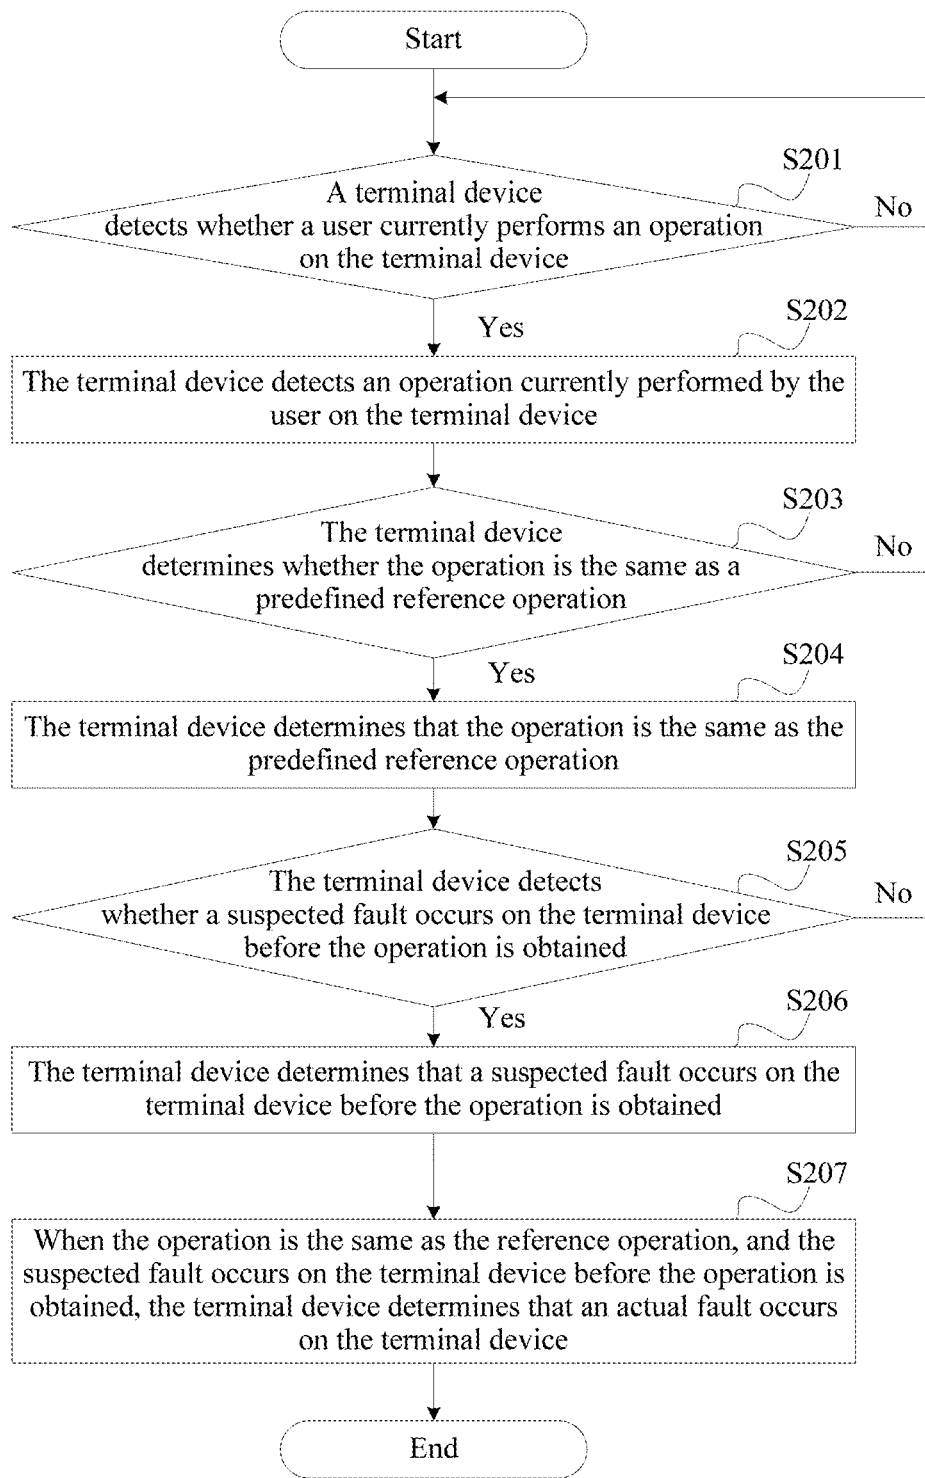 Start
S201
A terminal device
detects whether a user currently performs an operation
on the terminal device
No
Yes
S202
The terminal device detects an operation currently performed by the
user on the terminal device
S203
The terminal device
determines whether the operation is the same as a
predefined reference operation
No
Yes
S204
The terminal device determines that the operation is the same as the
predefined reference operation
S205
The terminal device detects
whether a suspected fault occurs on the terminal device
before the operation is obtained
No
Yes
S206
The terminal device determines that a suspected fault occurs on the
terminal device before the operation is obtained
S207
When the operation is the same as the reference operation, and the
suspected fault occurs on the terminal device before the operation is
obtained, the terminal device determines that an actual fault occurs
on the terminal device
End